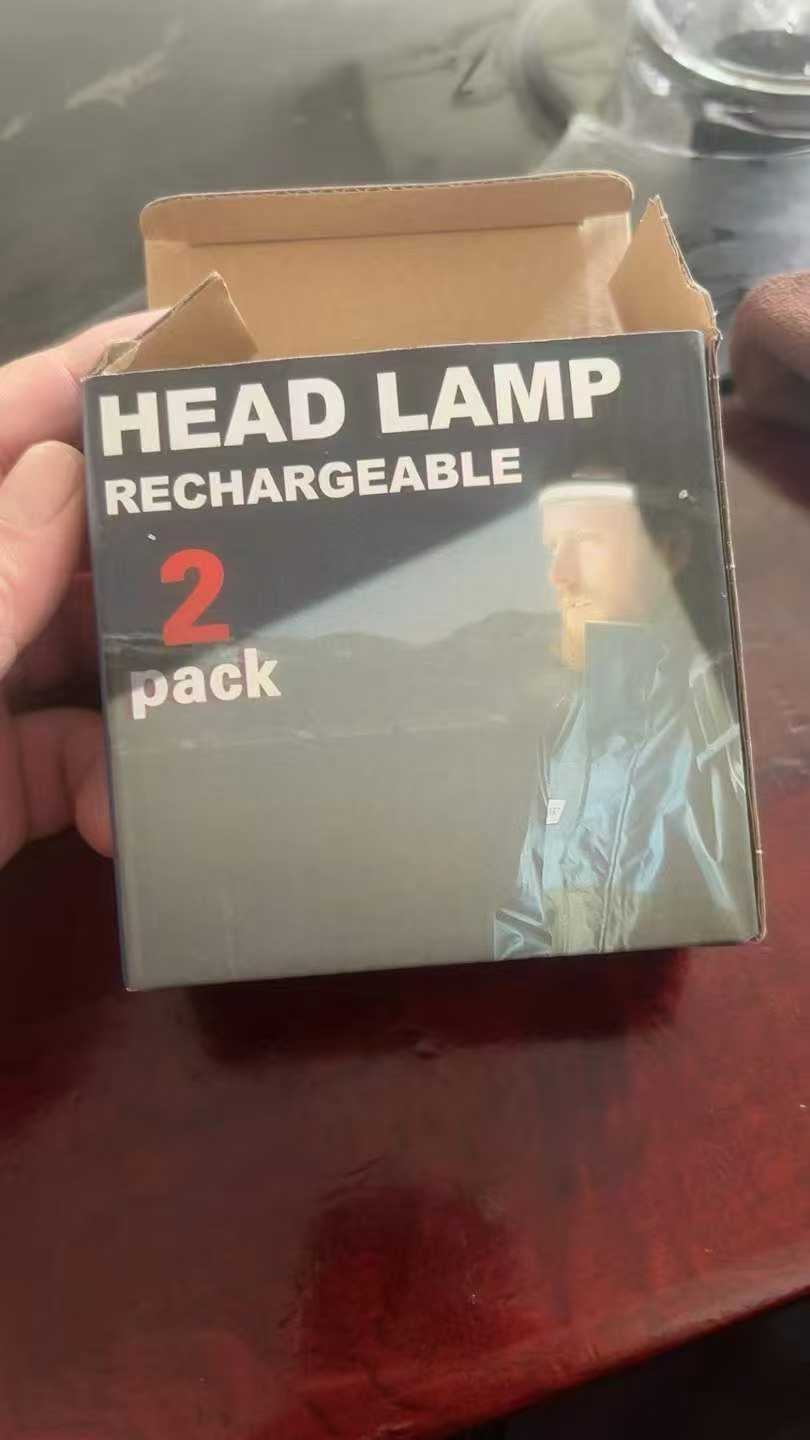 HEAD LAMP
RECHARGEABLE
2
pack